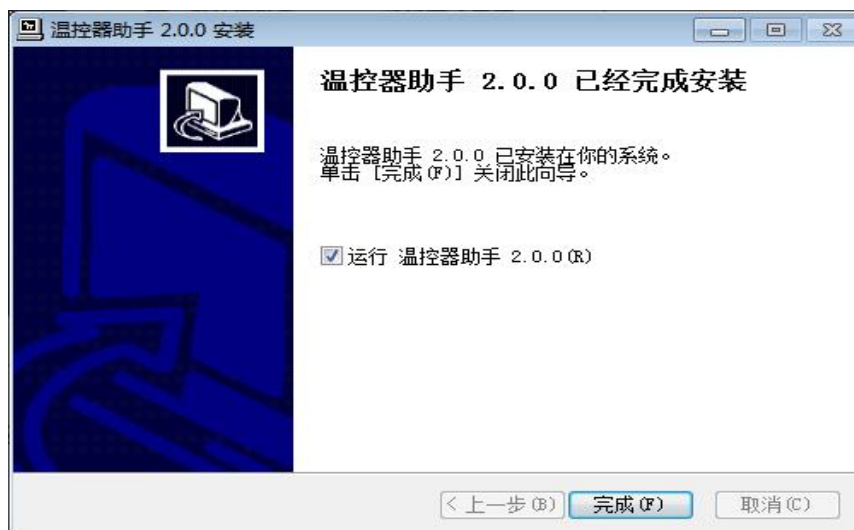 温控器助手 2.0.0 安装
温控器助手 2.0.0 已经完成安装
温控器助手 2.0.0 已安装在你的系统。
单击 [完成(F)] 关闭此向导。
运行 温控器助手 2.0.0(R)
< 上一步(B) 完成(F) 取消(C)